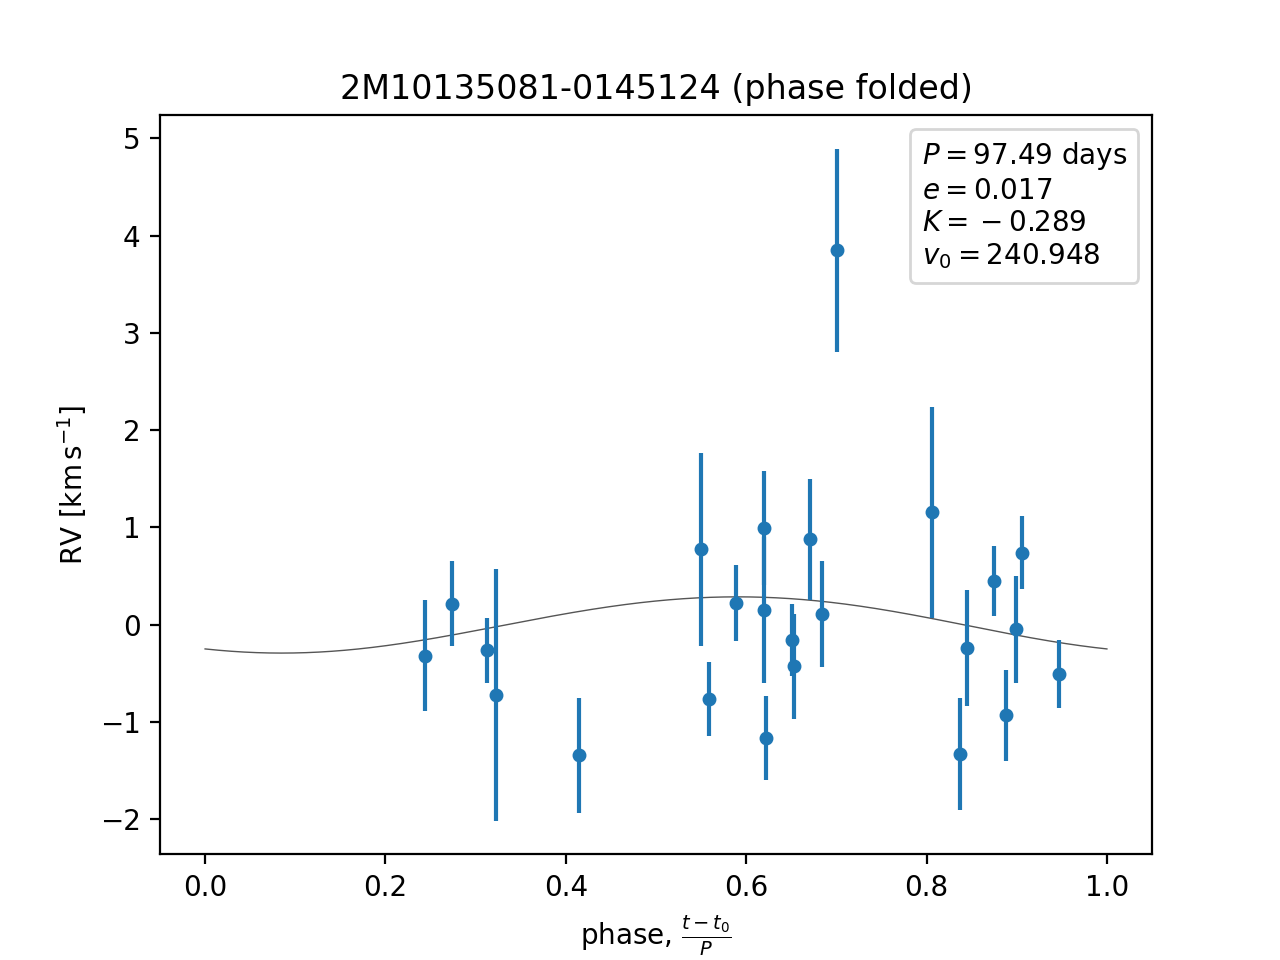 2M10135081-0145124 (phase folded)
P = 97.49 days
e = 0.017
K = −0.289
v₀ = 240.948
RV [km s⁻¹]
5
4
3
2
1
0
−1
−2
0.0 0.2 0.4 0.6 0.8 1.0
phase, (t − t₀)/P